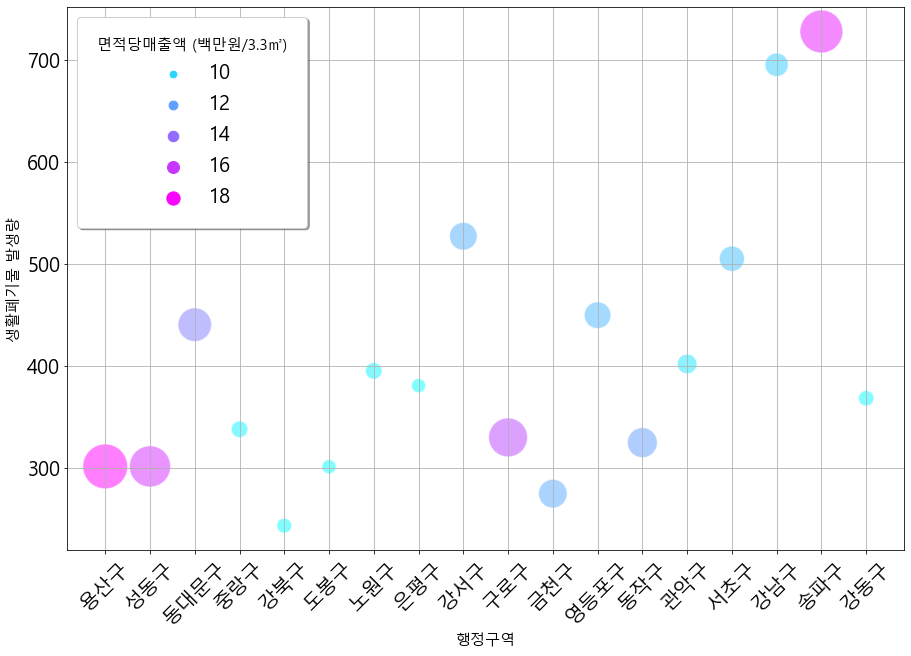 면적당매출액 (백만원/3.3㎡)
10
12
14
16
18
생활폐기물 발생량
700
600
500
400
300
용산구
성동구
동대문구
중랑구
강북구
도봉구
노원구
은평구
강서구
구로구
금천구
영등포구
동작구
관악구
서초구
강남구
송파구
강동구
행정구역